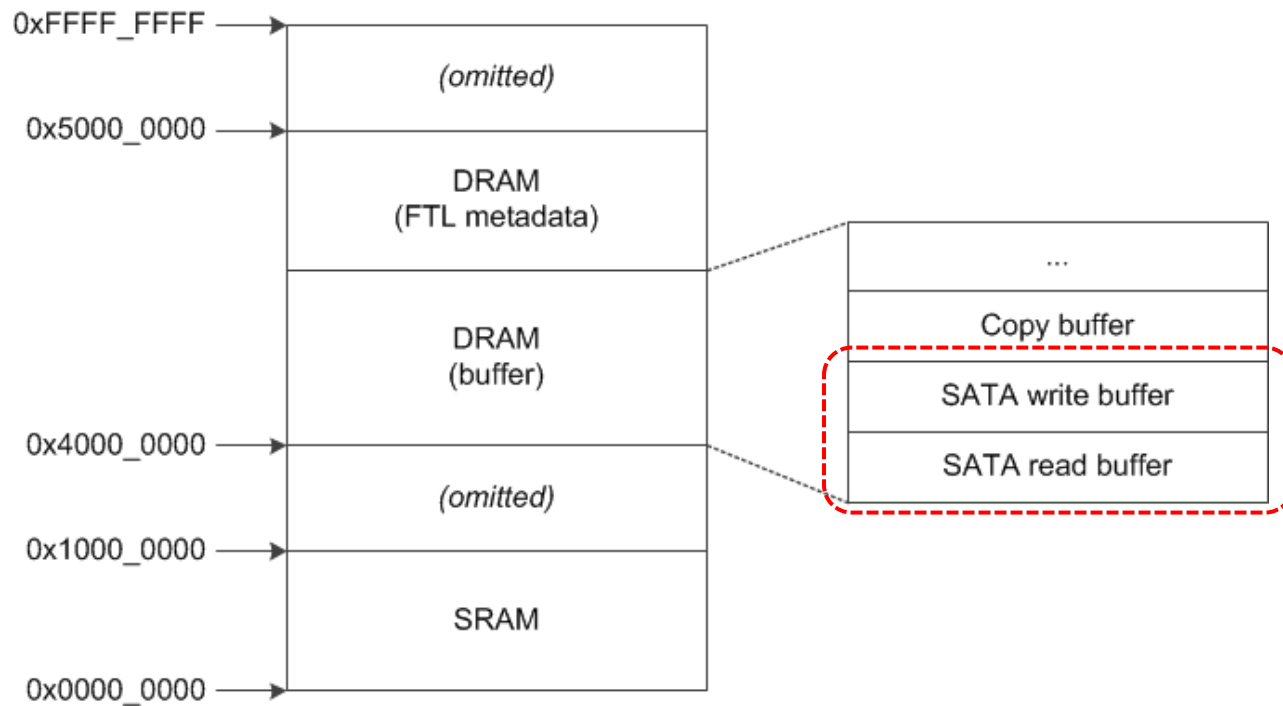 0xFFFF_FFFF
(omitted)
0x5000_0000
DRAM
(FTL metadata)
...
Copy buffer
DRAM
(buffer)
SATA write buffer
0x4000_0000
SATA read buffer
(omitted)
0x1000_0000
SRAM
0x0000_0000